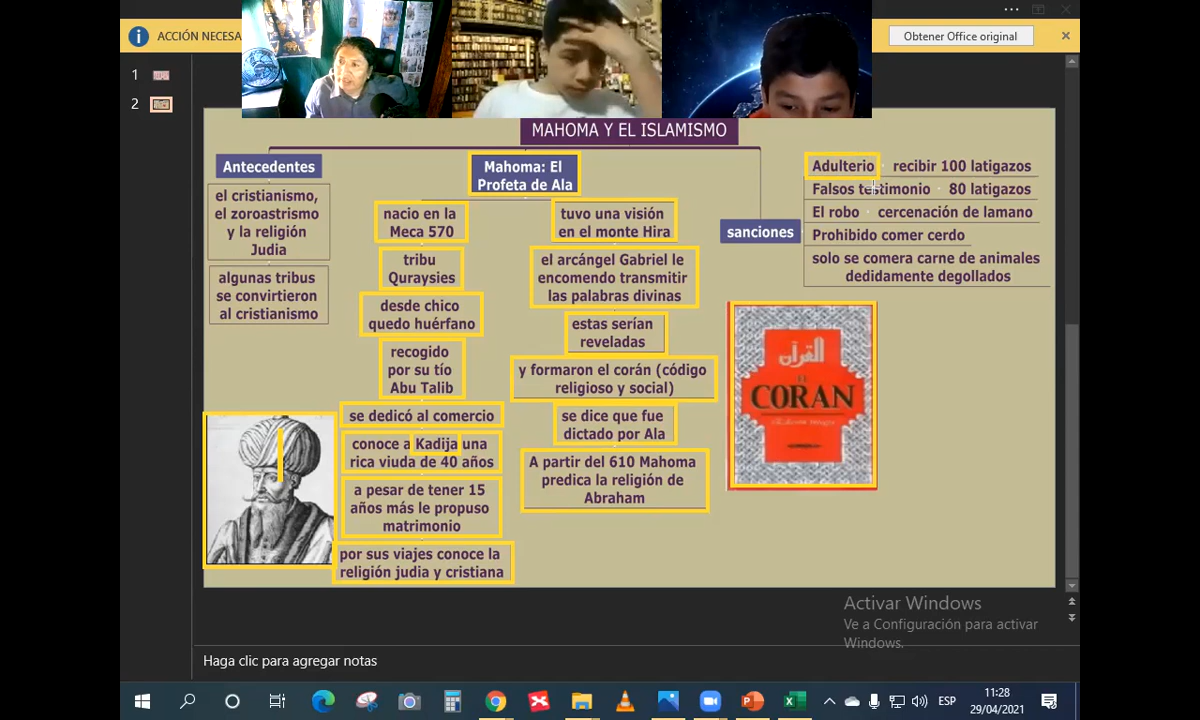 ACCIÓN NECESA
Obtener Office original
1
2
MAHOMA Y EL ISLAMISMO
Antecedentes
el cristianismo,
el zoroastrismo
y la religión
Judia
algunas tribus
se convirtieron
al cristianismo
Mahoma: El
Profeta de Ala
nacio en la
Meca 570
tribu
Quraysies
desde chico
quedo huérfano
recogido
por su tío
Abu Talib
se dedicó al comercio
conoce a Kadija una
rica viuda de 40 años
a pesar de tener 15
años más le propuso
matrimonio
por sus viajes conoce la
religión judia y cristiana
tuvo una visión
en el monte Hira
el arcángel Gabriel le
encomendo transmitir
las palabras divinas
estas serían
reveladas
y formaron el corán (código
religioso y social)
se dice que fue
dictado por Ala
A partir del 610 Mahoma
predica la religión de
Abraham
sanciones
Adulterio recibir 100 latigazos
Falsos testimonio 80 latigazos
El robo cercenación de lamano
Prohibido comer cerdo
solo se comera carne de animales
dedidamente degollados
القرآن
EL
CORAN
Activar Windows
Ve a Configuración para activar
Windows.
Haga clic para agregar notas
ESP
11:28
29/04/2021